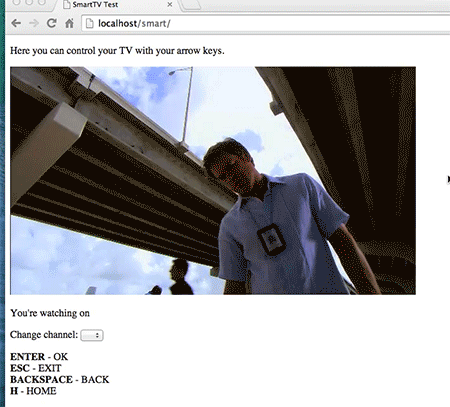 SmartTV Test
localhost/smart/
Here you can control your TV with your arrow keys.
You're watching on
Change channel:
ENTER - OK
ESC - EXIT
BACKSPACE - BACK
H - HOME